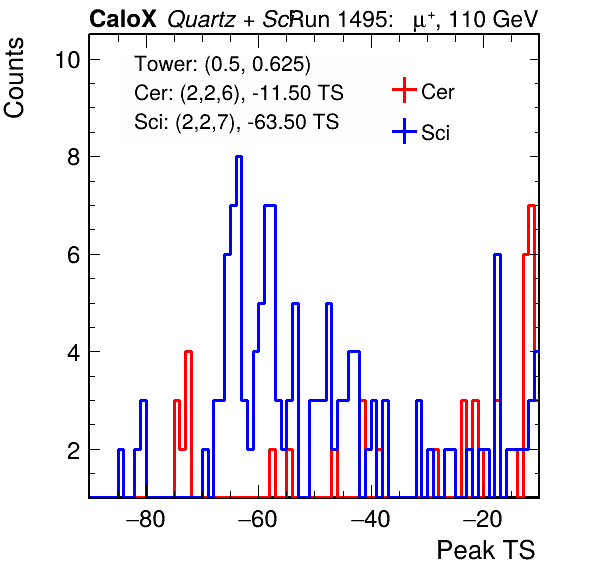 CaloX Quartz + Sci Run 1495: μ⁺, 110 GeV
Tower: (0.5, 0.625)
Cer: (2,2,6), -11.50 TS
Sci: (2,2,7), -63.50 TS
Cer
Sci
Counts
10
8
6
4
2
−80 −60 −40 −20
Peak TS